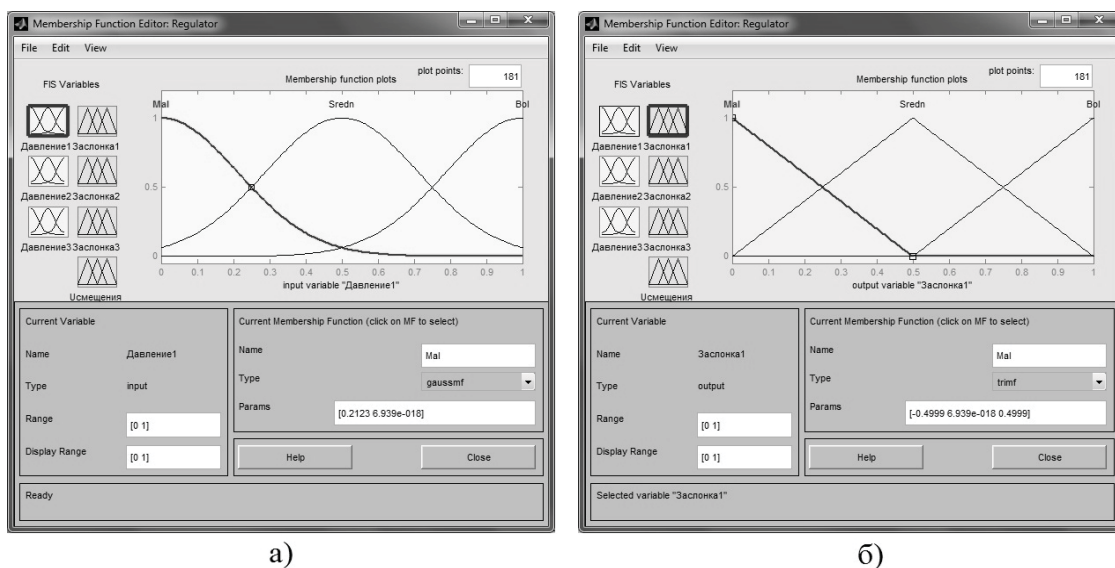 Membership Function Editor: Regulator
File Edit View
FIS Variables
Membership function plots
plot points:
181
Mal
Sredn
Bol
1
0.5
0
0 0.1 0.2 0.3 0.4 0.5 0.6 0.7 0.8 0.9 1
input variable "Давление1"
Давление1 Заслонка1
Давление2 Заслонка2
Давление3 Заслонка3
Uсмещения
Current Variable
Name Давление1
Type input
Range [0 1]
Display Range [0 1]
Current Membership Function (click on MF to select)
Name Mal
Type gaussmf
Params [0.2123 6.939e-018]
Help Close
Ready
а)
Membership Function Editor: Regulator
File Edit View
FIS Variables
Membership function plots
plot points:
181
Mal
Sredn
Bol
1
0.5
0
0 0.1 0.2 0.3 0.4 0.5 0.6 0.7 0.8 0.9 1
output variable "Заслонка1"
Давление1 Заслонка1
Давление2 Заслонка2
Давление3 Заслонка3
Uсмещения
Current Variable
Name Заслонка1
Type output
Range [0 1]
Display Range [0 1]
Current Membership Function (click on MF to select)
Name Mal
Type trimf
Params [-0.4999 6.939e-018 0.4999]
Help Close
Selected variable "Заслонка1"
б)